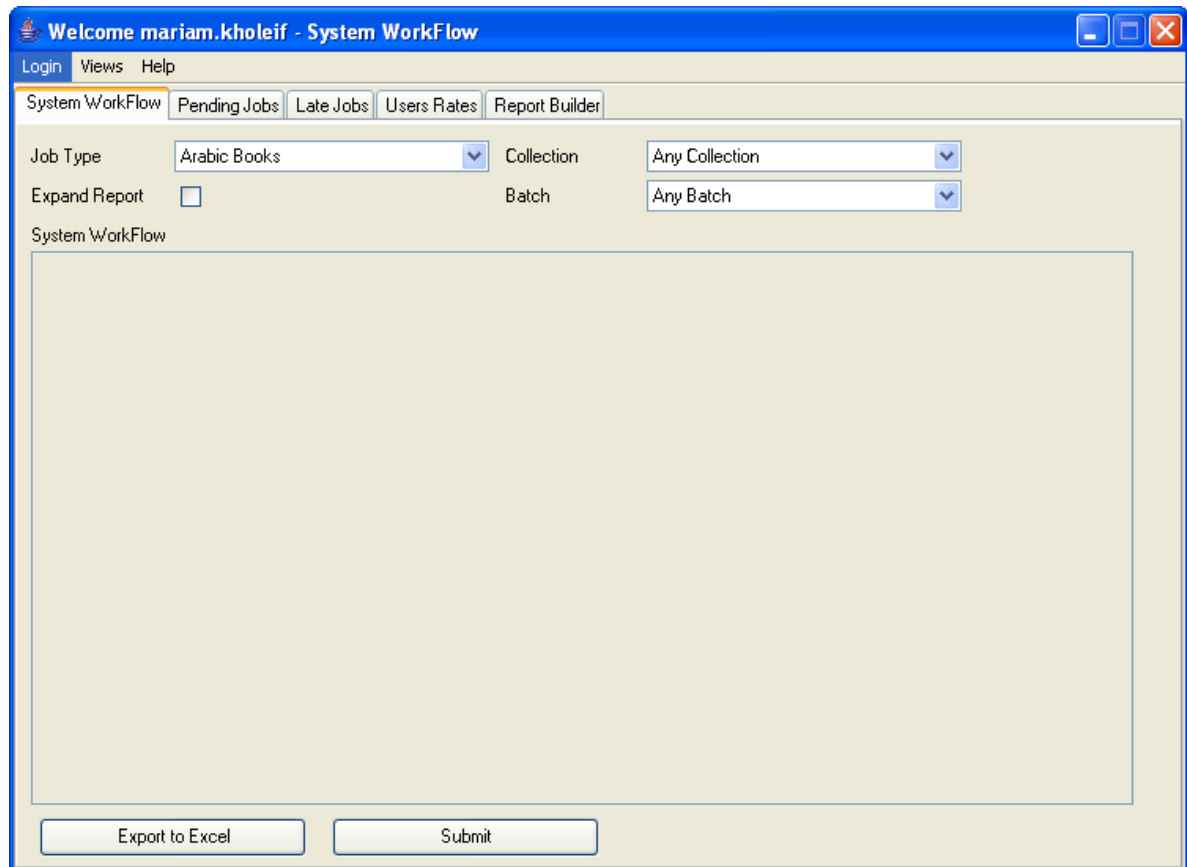 Welcome mariam.kholeif - System WorkFlow
Login Views Help
System WorkFlow Pending Jobs Late Jobs Users Rates Report Builder
Job Type Arabic Books Collection Any Collection
Expand Report Batch Any Batch
System WorkFlow
Export to Excel Submit